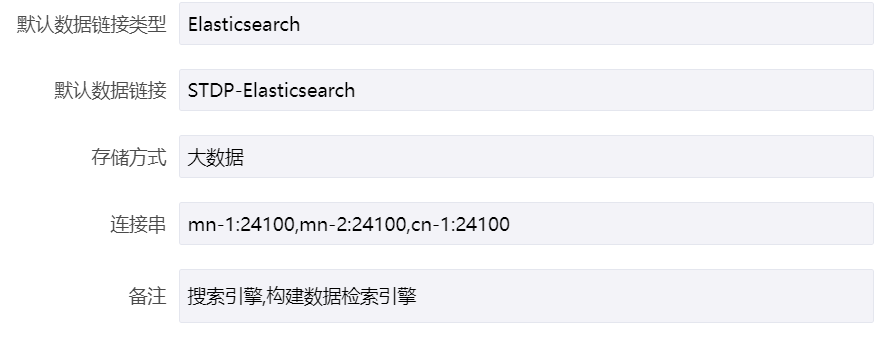 默认数据链接类型 Elasticsearch
默认数据链接 STDP-Elasticsearch
存储方式 大数据
连接串 mn-1:24100,mn-2:24100,cn-1:24100
备注 搜索引擎,构建数据检索引擎